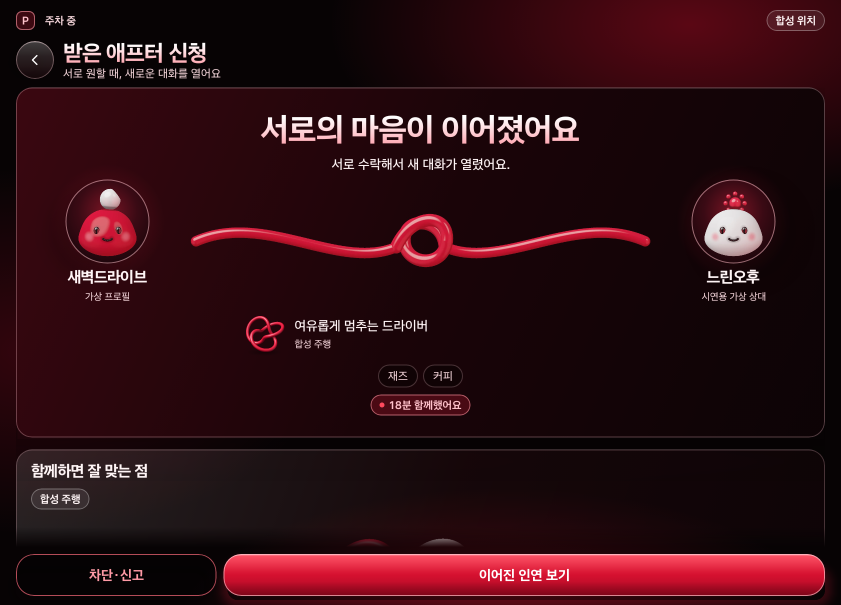 P 주차 중
합성 위치
받은 애프터 신청
서로 원할 때, 새로운 대화를 열어요
서로의 마음이 이어졌어요
서로 수락해서 새 대화가 열렸어요.
새벽드라이브
가상 프로필
느린오후
시연용 가상 상대
여유롭게 멈추는 드라이버
합성 주행
재즈
커피
18분 함께했어요
함께하면 잘 맞는 점
합성 주행
차단·신고
이어진 인연 보기